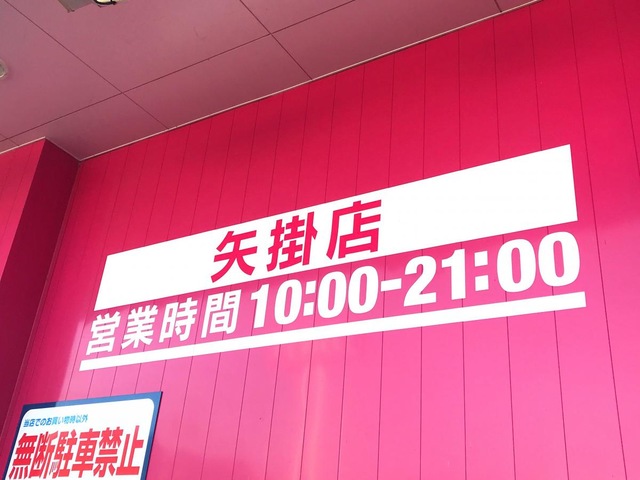 矢掛店
営業時間 10:00-21:00
当店でのお買い物時以外
無断駐車禁止